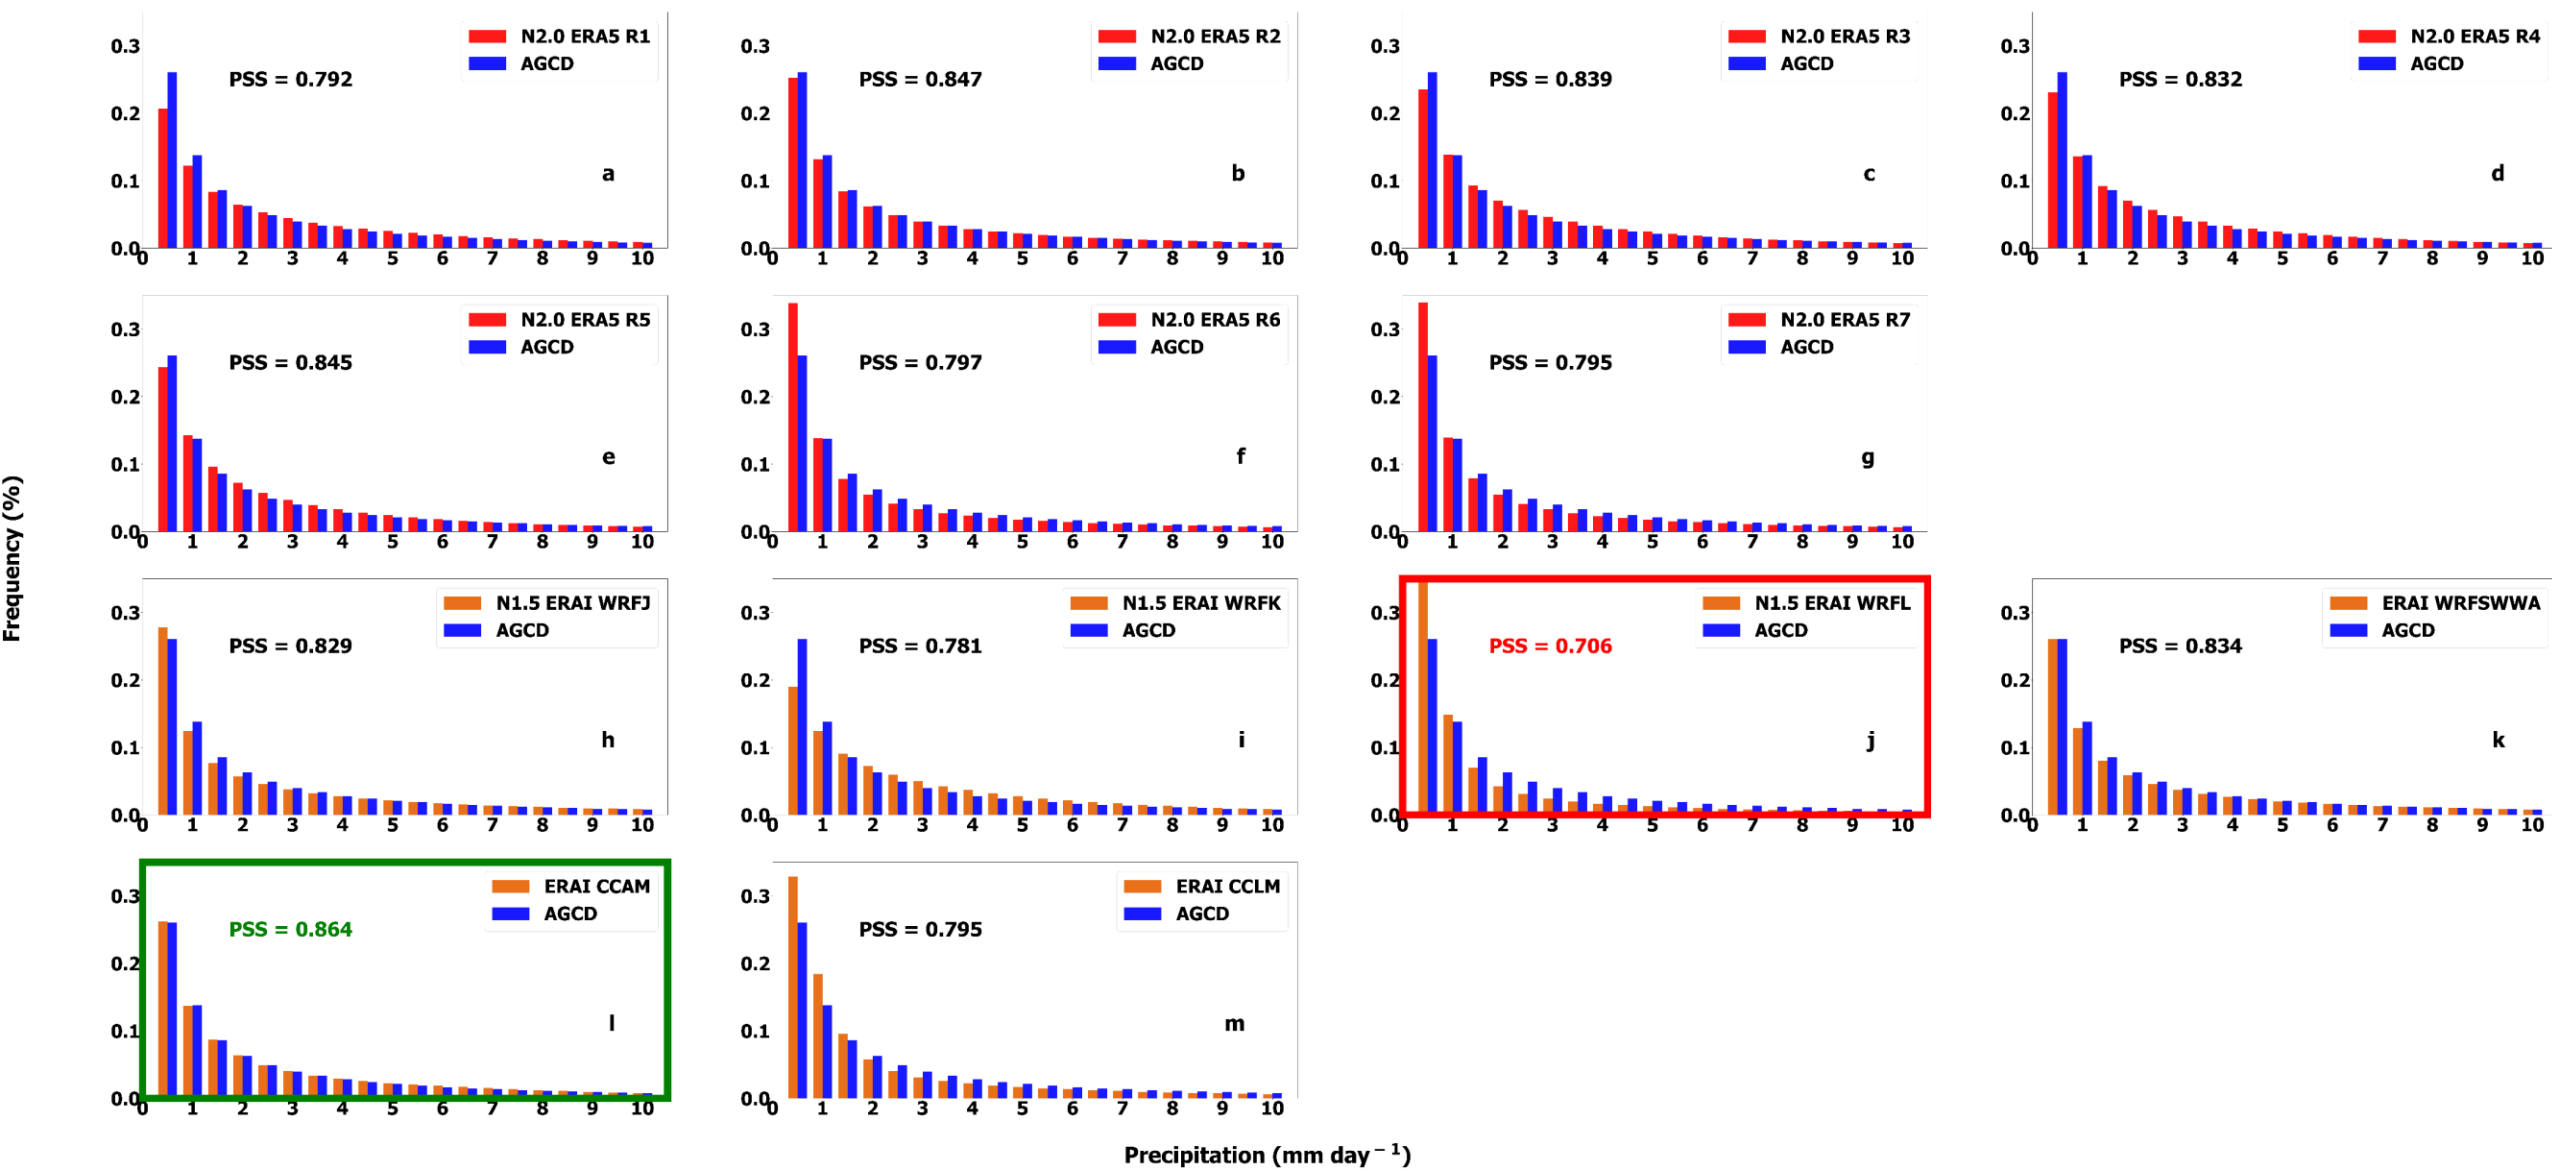 N2.0 ERA5 R1
AGCD
PSS = 0.792
a
0.3
0.2
0.1
0.0
0 1 2 3 4 5 6 7 8 9 10
N2.0 ERA5 R2
AGCD
PSS = 0.847
b
0.3
0.2
0.1
0.0
0 1 2 3 4 5 6 7 8 9 10
N2.0 ERA5 R3
AGCD
PSS = 0.839
c
0.3
0.2
0.1
0.0
0 1 2 3 4 5 6 7 8 9 10
N2.0 ERA5 R4
AGCD
PSS = 0.832
d
0.3
0.2
0.1
0.0
0 1 2 3 4 5 6 7 8 9 10
N2.0 ERA5 R5
AGCD
PSS = 0.845
e
0.3
0.2
0.1
0.0
0 1 2 3 4 5 6 7 8 9 10
N2.0 ERA5 R6
AGCD
PSS = 0.797
f
0.3
0.2
0.1
0.0
0 1 2 3 4 5 6 7 8 9 10
N2.0 ERA5 R7
AGCD
PSS = 0.795
g
0.3
0.2
0.1
0.0
0 1 2 3 4 5 6 7 8 9 10
Frequency (%)
N1.5 ERAI WRFJ
AGCD
PSS = 0.829
h
0.3
0.2
0.1
0.0
0 1 2 3 4 5 6 7 8 9 10
N1.5 ERAI WRFK
AGCD
PSS = 0.781
i
0.3
0.2
0.1
0.0
0 1 2 3 4 5 6 7 8 9 10
N1.5 ERAI WRFL
AGCD
PSS = 0.706
j
0.3
0.2
0.1
0.0
0 1 2 3 4 5 6 7 8 9 10
ERAI WRFSWWA
AGCD
PSS = 0.834
k
0.3
0.2
0.1
0.0
0 1 2 3 4 5 6 7 8 9 10
ERAI CCAM
AGCD
PSS = 0.864
l
0.3
0.2
0.1
0.0
0 1 2 3 4 5 6 7 8 9 10
ERAI CCLM
AGCD
PSS = 0.795
m
0.3
0.2
0.1
0.0
0 1 2 3 4 5 6 7 8 9 10
Precipitation (mm day⁻¹)